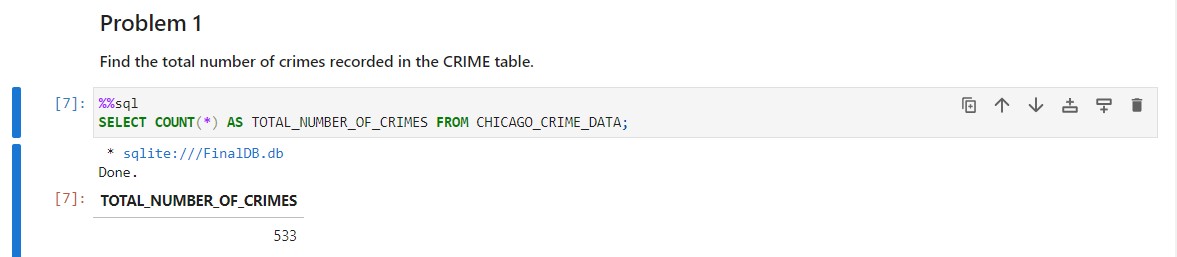 Problem 1
Find the total number of crimes recorded in the CRIME table.
[7]: %%sql
SELECT COUNT(*) AS TOTAL_NUMBER_OF_CRIMES FROM CHICAGO_CRIME_DATA;
* sqlite:///FinalDB.db
Done.
[7]: TOTAL_NUMBER_OF_CRIMES
533